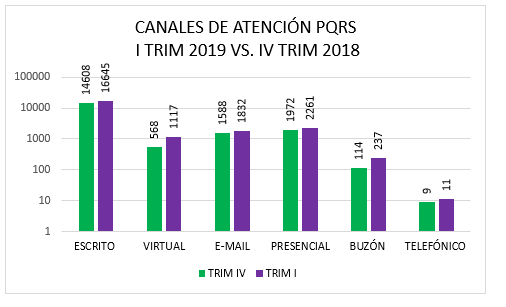 CANALES DE ATENCIÓN PQRS
I TRIM 2019 VS. IV TRIM 2018
100000
10000
1000
100
10
1
14608
16645
568
1117
1588
1832
1972
2261
114
237
9
11
ESCRITO
VIRTUAL
E-MAIL
PRESENCIAL
BUZÓN
TELEFÓNICO
TRIM IV
TRIM I